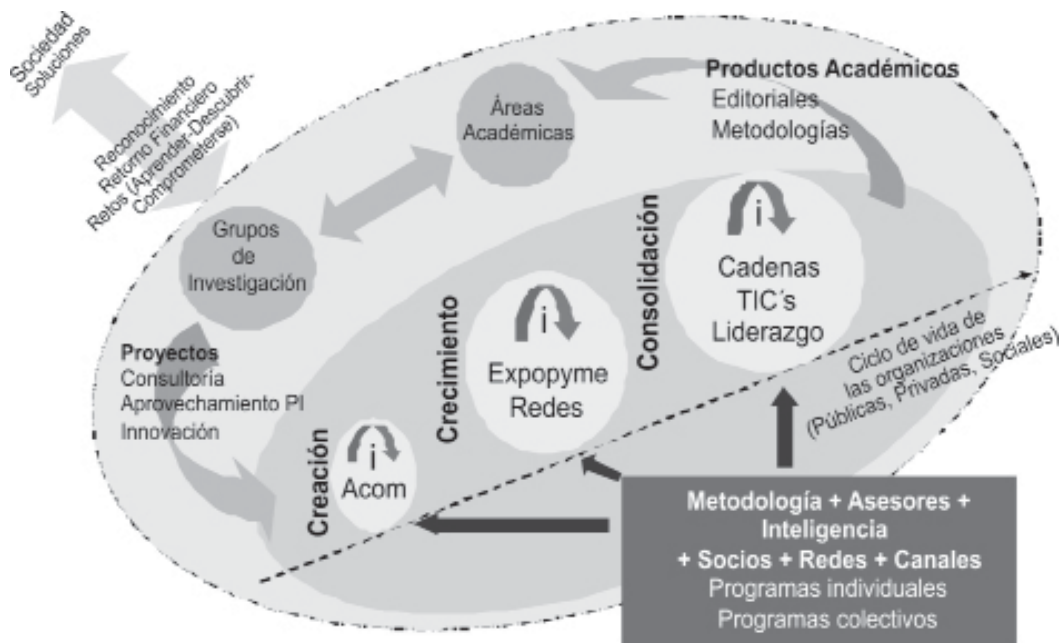 Sociedad
Soluciones
Reconocimiento
Retorno Financiero
Retos (Aprender-Descubrir-
Comprometerse)
Áreas
Académicas
Productos Académicos
Editoriales
Metodologías
Grupos
de
Investigación
Proyectos
Consultoría
Aprovechamiento PI
Innovación
Creación
i
Acom
Crecimiento
i
Expopyme
Redes
Consolidación
i
Cadenas
TIC´s
Liderazgo
Ciclo de vida de
las organizaciones
(Públicas, Privadas, Sociales)
Metodología + Asesores +
Inteligencia
+ Socios + Redes + Canales
Programas individuales
Programas colectivos